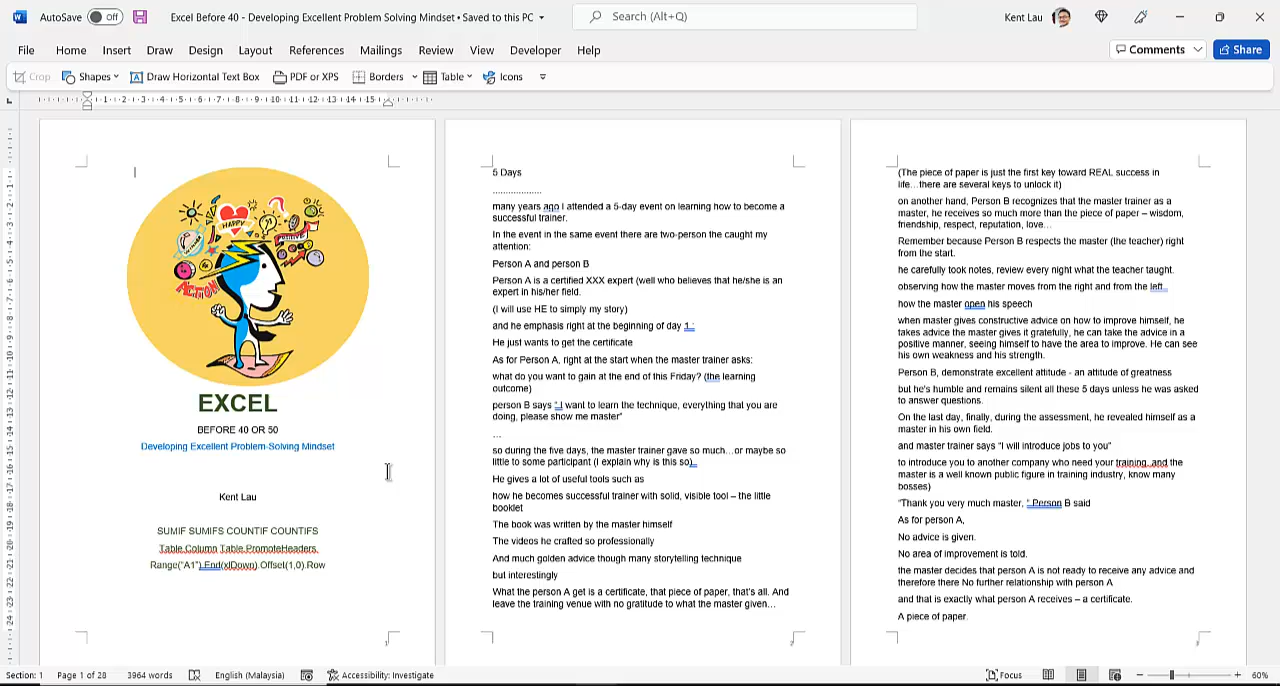 AutoSave Off Excel Before 40 - Developing Excellent Problem Solving Mindset • Saved to this PC Search (Alt+Q) Kent Lau
File Home Insert Draw Design Layout References Mailings Review View Developer Help Comments Share
Crop Shapes Draw Horizontal Text Box PDF or XPS Borders Table Icons
HAPPY
POSITIVE
ACTION
EXCEL
BEFORE 40 OR 50
Developing Excellent Problem-Solving Mindset
Kent Lau
SUMIF SUMIFS COUNTIF COUNTIFS
Table.Column Table.PromoteHeaders,
Range("A1").End(xlDown).Offset(1,0).Row
1
5 Days
...................
many years ago I attended a 5-day event on learning how to become a
successful trainer.
In the event in the same event there are two-person the caught my
attention:
Person A and person B
Person A is a certified XXX expert (well who believes that he/she is an
expert in his/her field.
(I will use HE to simply my story)
and he emphasis right at the beginning of day 1 :
He just wants to get the certificate
As for Person A, right at the start when the master trainer asks:
what do you want to gain at the end of this Friday? (the learning
outcome)
person B says " I want to learn the technique, everything that you are
doing, please show me master"
...
so during the five days, the master trainer gave so much…or maybe so
little to some participant (I explain why is this so)..
He gives a lot of useful tools such as
how he becomes successful trainer with solid, visible tool – the little
booklet
The book was written by the master himself
The videos he crafted so professionally
And much golden advice though many storytelling technique
but interestingly
What the person A get is a certificate, that piece of paper, that's all. And
leave the training venue with no gratitude to what the master given…
2
(The piece of paper is just the first key toward REAL success in
life…there are several keys to unlock it)
on another hand, Person B recognizes that the master trainer as a
master, he receives so much more than the piece of paper – wisdom,
friendship, respect, reputation, love…
Remember because Person B respects the master (the teacher) right
from the start.
he carefully took notes, review every night what the teacher taught.
observing how the master moves from the right and from the left..
how the master open his speech
when master gives constructive advice on how to improve himself, he
takes advice the master gives it gratefully, he can take the advice in a
positive manner, seeing himself to have the area to improve. He can see
his own weakness and his strength.
Person B, demonstrate excellent attitude - an attitude of greatness
but he's humble and remains silent all these 5 days unless he was asked
to answer questions.
On the last day, finally, during the assessment, he revealed himself as a
master in his own field.
and master trainer says "I will introduce jobs to you"
to introduce you to another company who need your training..and the
master is a well known public figure in training industry, know many
bosses)
"Thank you very much master, " Person B said
As for person A,
No advice is given.
No area of improvement is told.
the master decides that person A is not ready to receive any advice and
therefore there No further relationship with person A
and that is exactly what person A receives – a certificate.
A piece of paper.
3
Section: 1 Page 1 of 28 3964 words English (Malaysia) Accessibility: Investigate Focus 60%